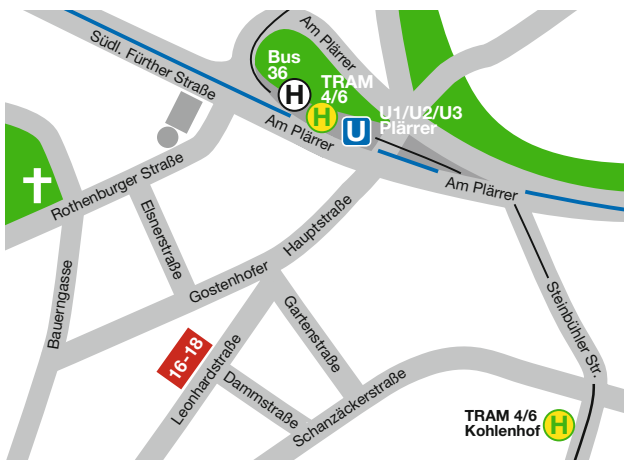 Am Plärrer
Südl. Fürther Straße
Bus
36
H
TRAM
4/6
H
U
U1/U2/U3
Plärrer
Am Plärrer
Am Plärrer
Rothenburger Straße
Elsnerstraße
Hauptstraße
Gostenhofer
Bauerngasse
Steinbühler Str.
16-18
Leonhardstraße
Gartenstraße
Dammstraße
Schanzäckerstraße
TRAM 4/6
Kohlenhof
H